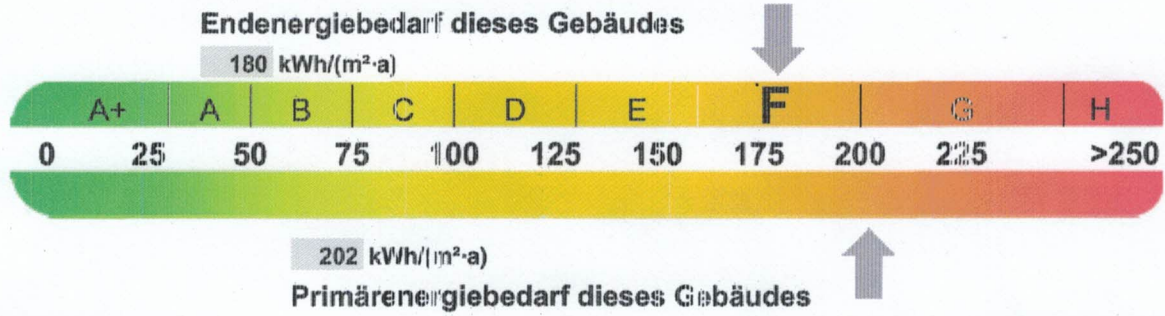 Endenergiebedarf dieses Gebäudes
180 kWh/(m²·a)
A+ A B C D E F G H
0 25 50 75 100 125 150 175 200 225 >250
202 kWh/(m²·a)
Primärenergiebedarf dieses Gebäudes